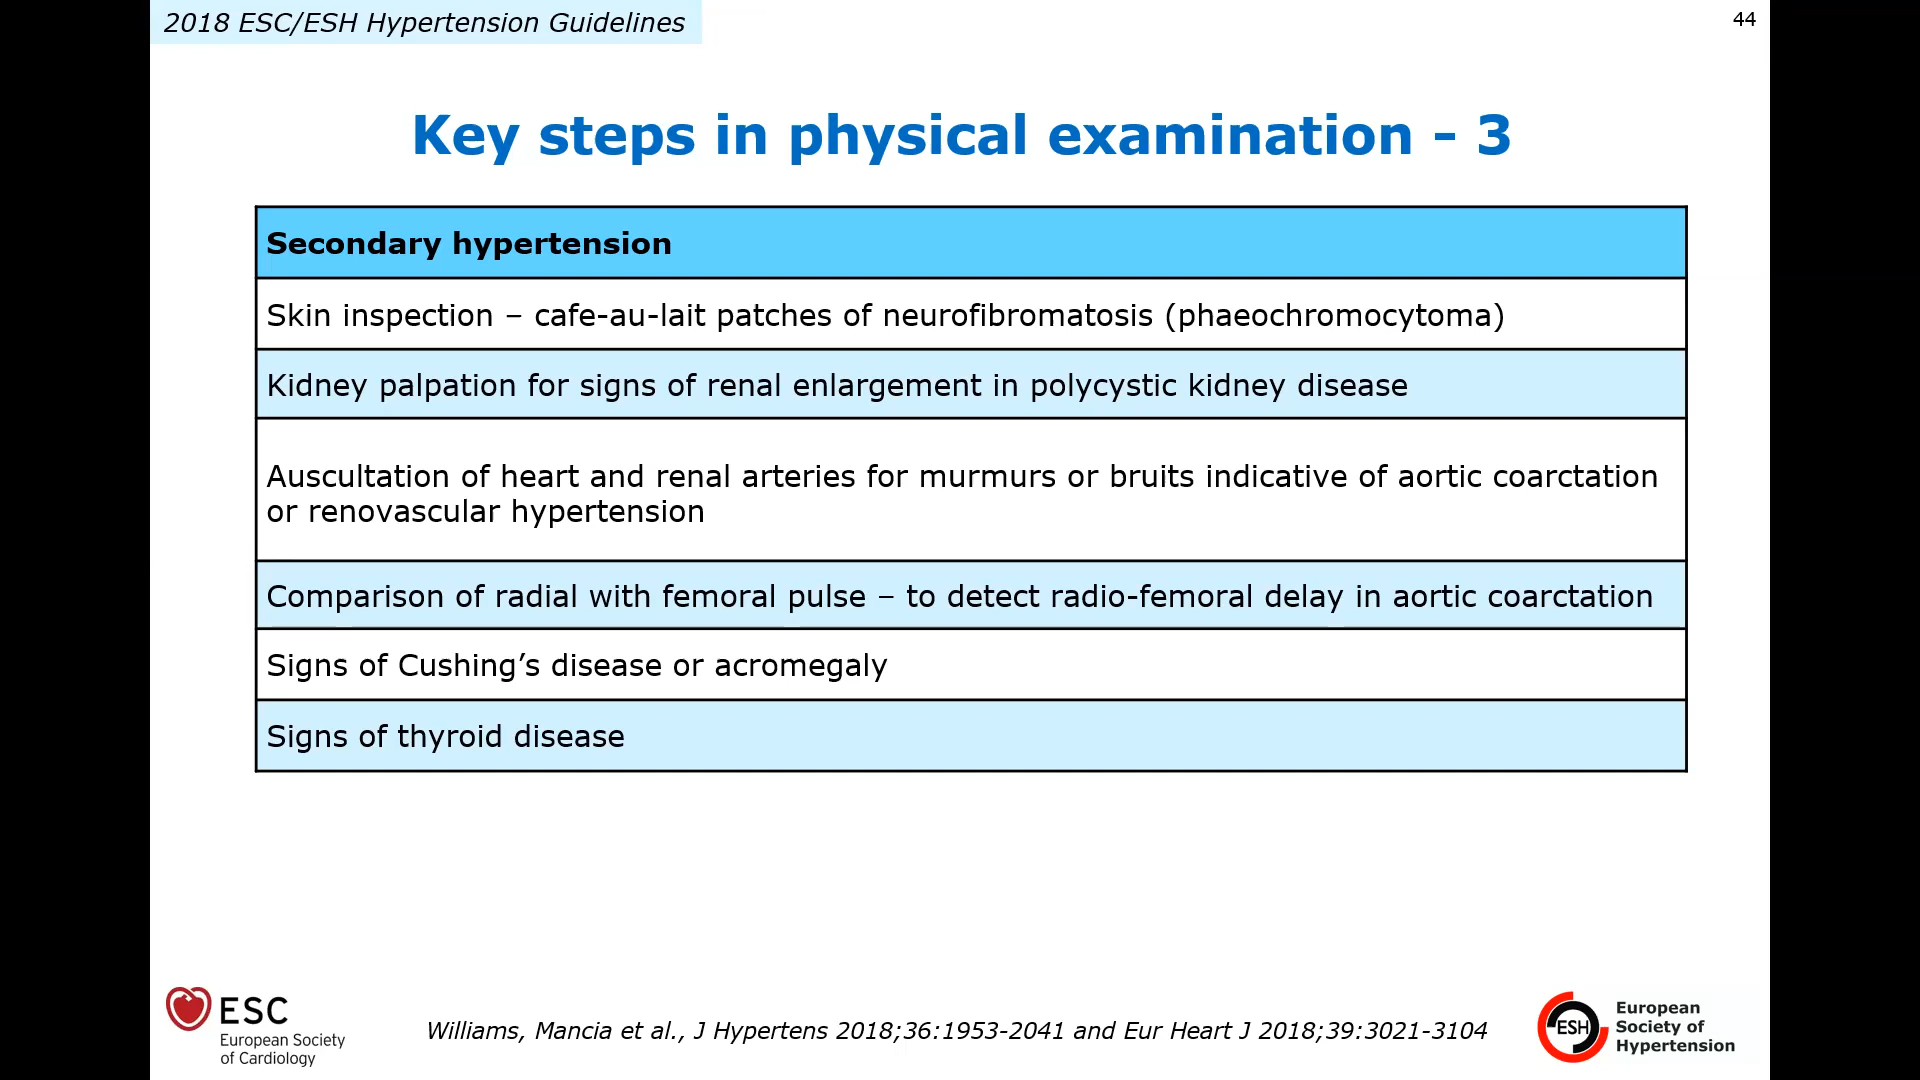 2018 ESC/ESH Hypertension Guidelines
44
Key steps in physical examination - 3
Secondary hypertension
Skin inspection – cafe-au-lait patches of neurofibromatosis (phaeochromocytoma)
Kidney palpation for signs of renal enlargement in polycystic kidney disease
Auscultation of heart and renal arteries for murmurs or bruits indicative of aortic coarctation
or renovascular hypertension
Comparison of radial with femoral pulse – to detect radio-femoral delay in aortic coarctation
Signs of Cushing’s disease or acromegaly
Signs of thyroid disease
ESC
European Society
of Cardiology
Williams, Mancia et al., J Hypertens 2018;36:1953-2041 and Eur Heart J 2018;39:3021-3104
ESH
European
Society of
Hypertension